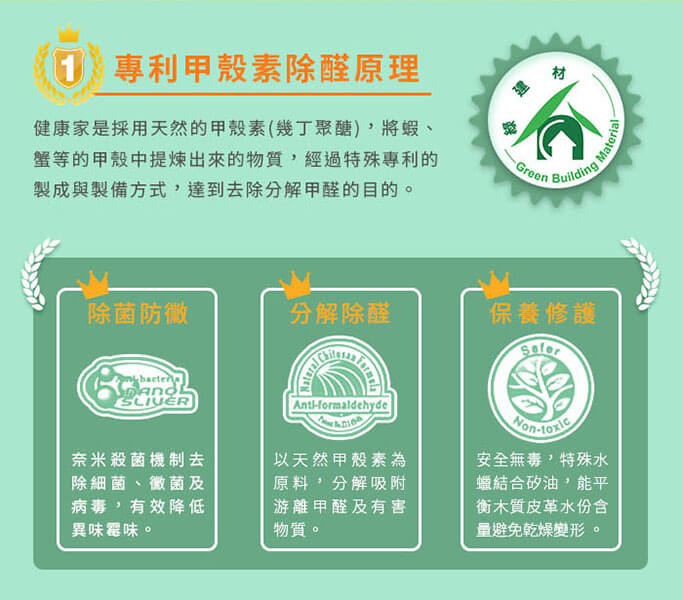 1
專利甲殼素除醛原理
健康家是採用天然的甲殼素(幾丁聚醣)，將蝦、
蟹等的甲殼中提煉出來的物質，經過特殊專利的
製成與製備方式，達到去除分解甲醛的目的。
綠建材
Green Building Material
除菌防黴
Anti-bacteria
nano
SLIVER
奈米殺菌機制去
除細菌、黴菌及
病毒，有效降低
異味霉味。
分解除醛
Natural Chitosan Formula
Anti-formaldehyde
以天然甲殼素為
原料，分解吸附
游離甲醛及有害
物質。
保養修護
Safer
Non-toxic
安全無毒，特殊水
蠟結合矽油，能平
衡木質皮革水份含
量避免乾燥變形。